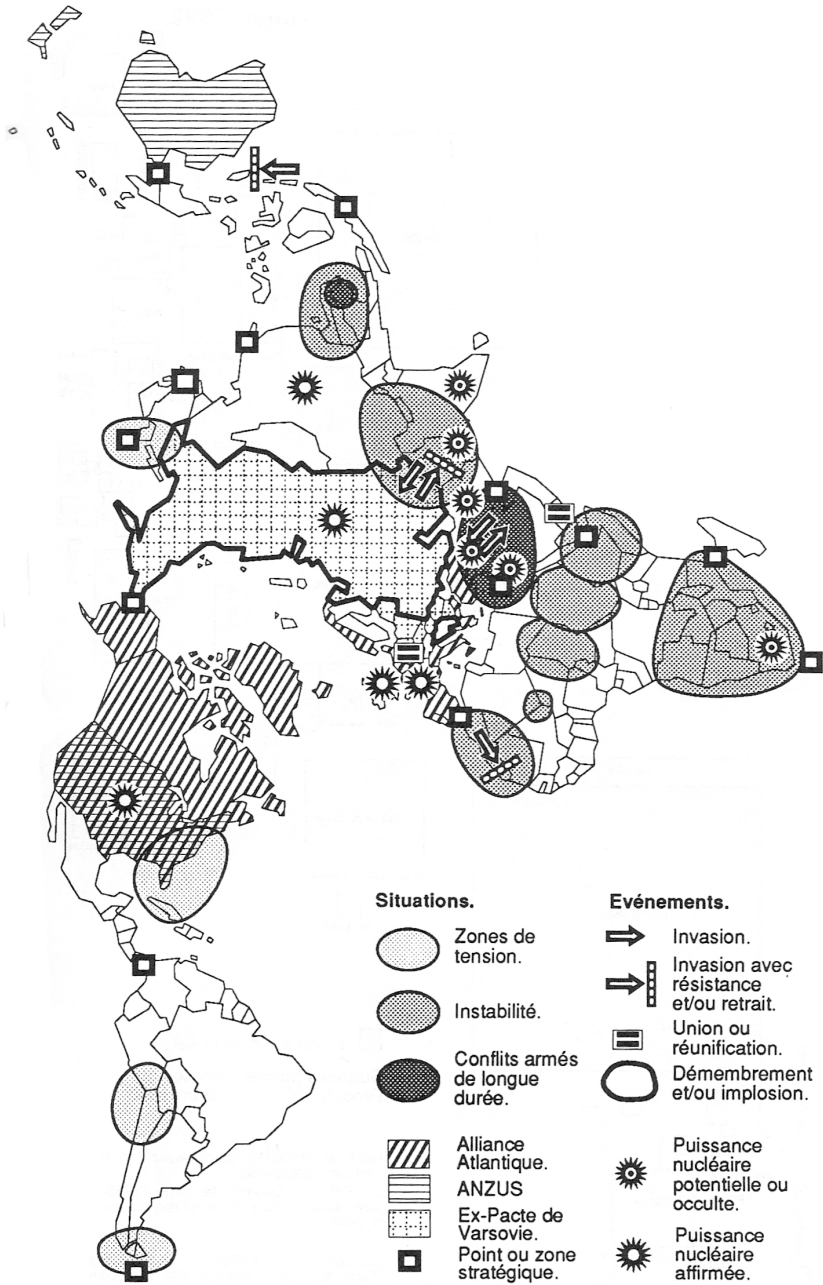 Situations.
Zones de
tension.
Instabilité.
Conflits armés
de longue
durée.
Alliance
Atlantique.
ANZUS
Ex-Pacte de
Varsovie.
Point ou zone
stratégique.
Evénements.
Invasion.
Invasion avec
résistance
et/ou retrait.
Union ou
réunification.
Démembrement
et/ou implosion.
Puissance
nucléaire
potentielle ou
occulte.
Puissance
nucléaire
affirmée.